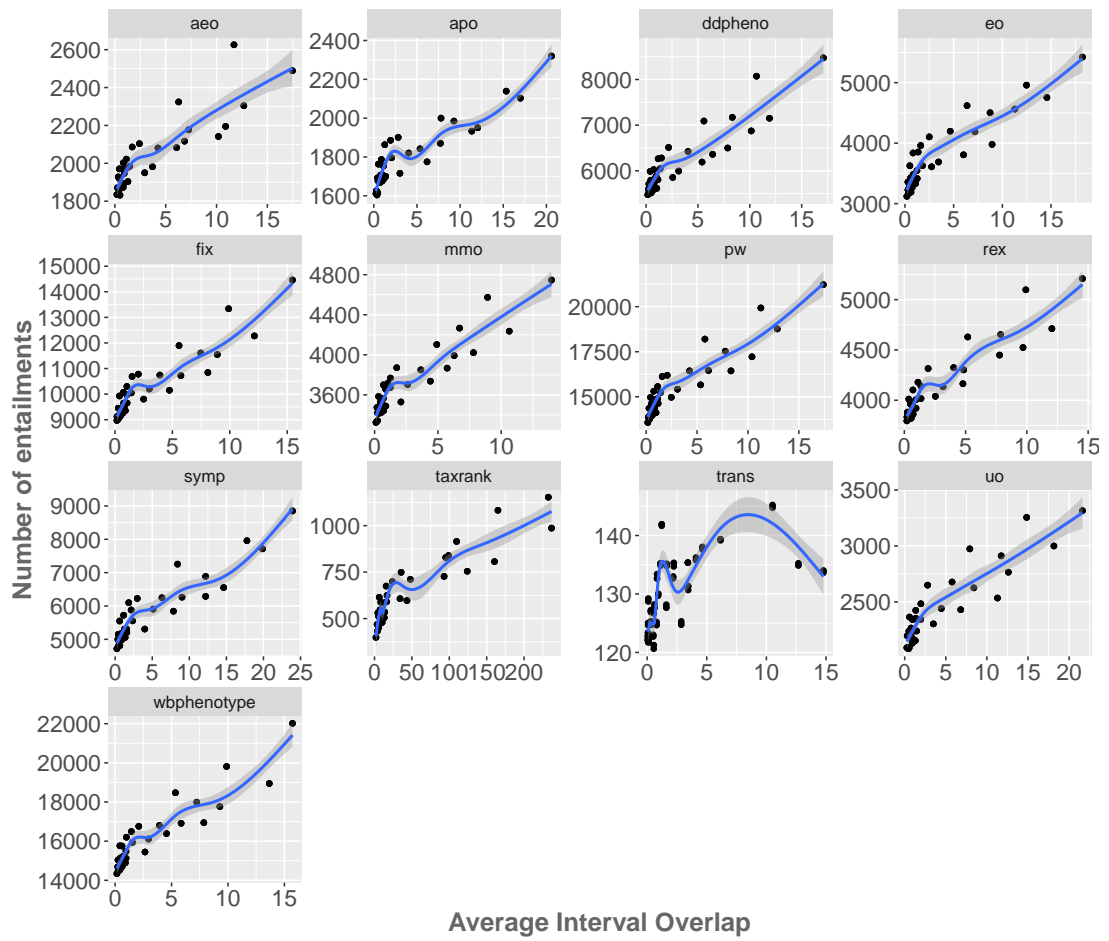 aeo
2600
2400
2200
2000
1800
0 5 10 15
apo
2400
2200
2000
1800
1600
0 5 10 15 20
ddpheno
8000
7000
6000
0 5 10 15
eo
5000
4000
3000
0 5 10 15
fix
15000
14000
13000
12000
11000
10000
9000
0 5 10 15
mmo
4800
4400
4000
3600
0 5 10
pw
20000
17500
15000
0 5 10 15
rex
5000
4500
4000
0 5 10 15
symp
9000
8000
7000
6000
5000
0 5 10 15 20 25
taxrank
1000
750
500
0 50 100 150 200
trans
140
130
120
0 5 10 15
uo
3500
3000
2500
0 5 10 15 20
wbphenotype
22000
20000
18000
16000
14000
0 5 10 15
Number of entailments
Average Interval Overlap